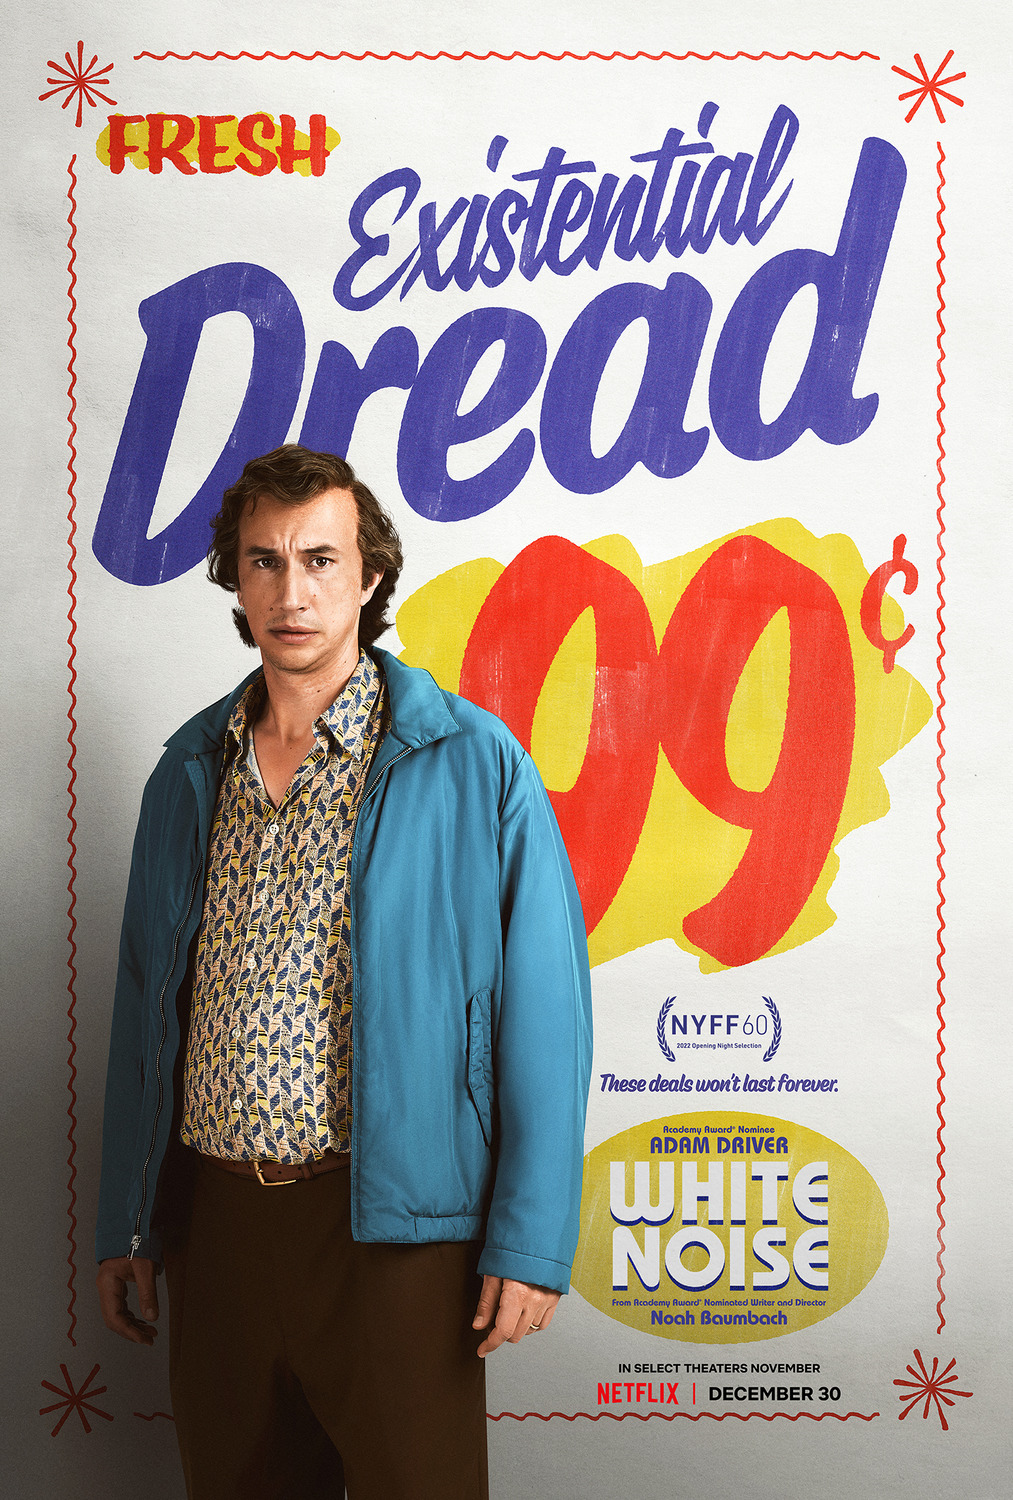 FRESH
Existential
Dread
99¢
NYFF60
2022 Opening Night Selection
These deals won't last forever.
Academy Award® Nominee
ADAM DRIVER
WHITE
NOISE
From Academy Award® Nominated Writer and Director
Noah Baumbach
IN SELECT THEATERS NOVEMBER
NETFLIX | DECEMBER 30